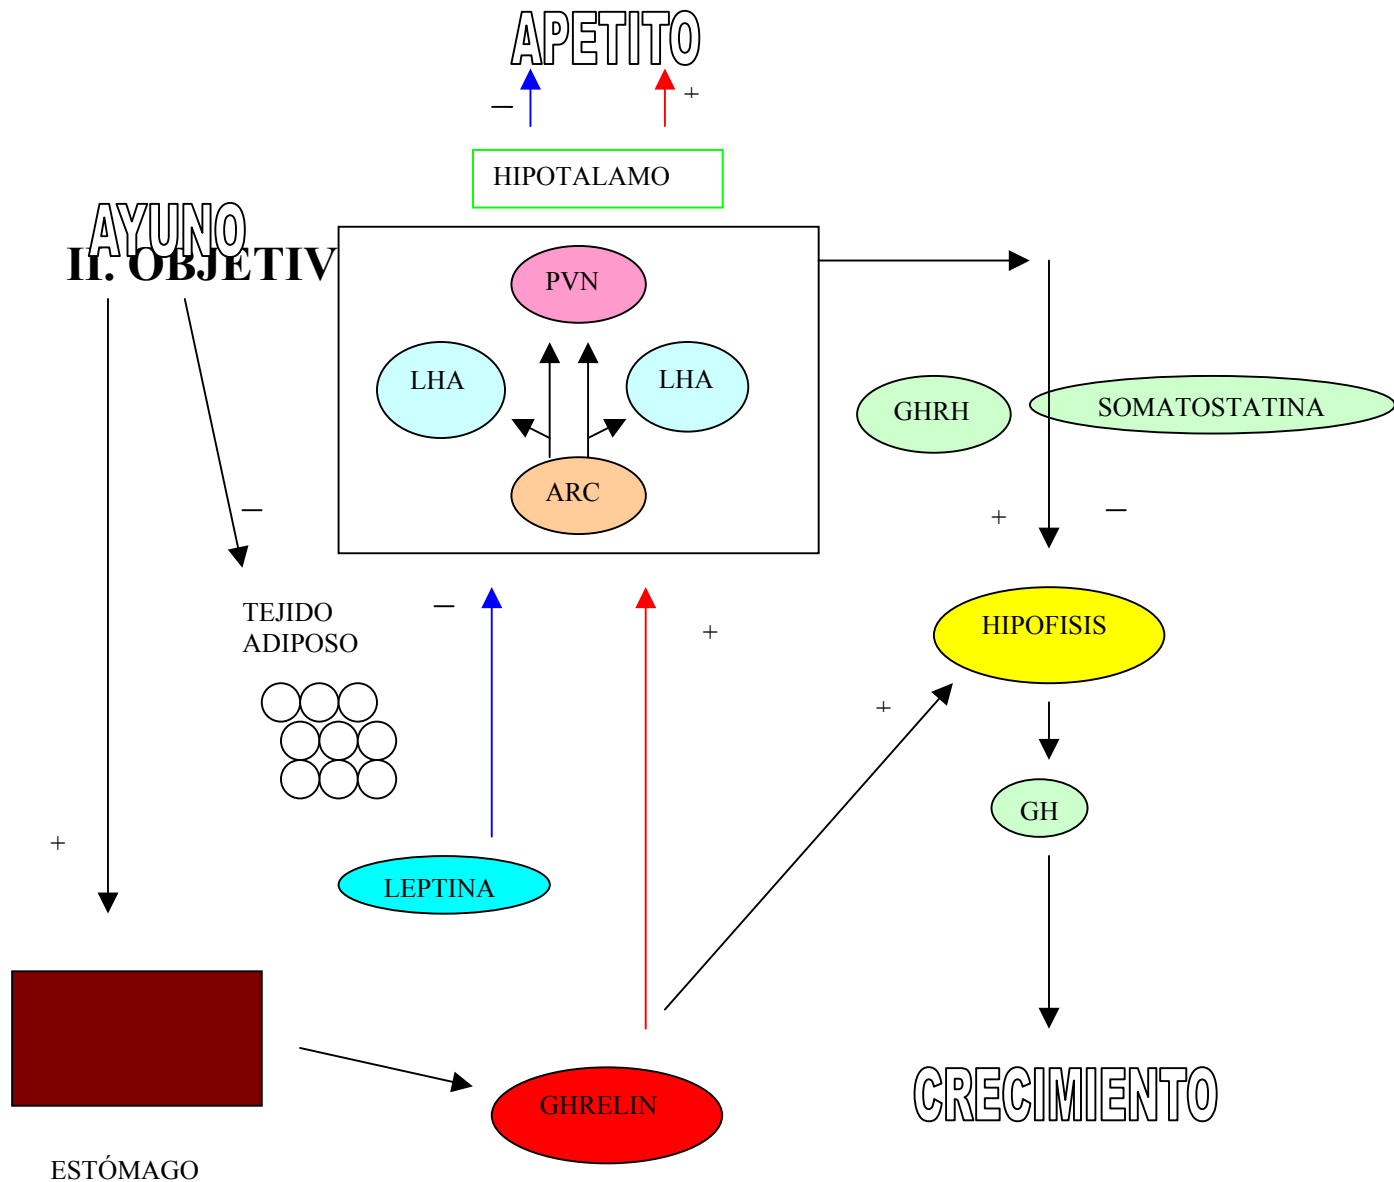 APETITO
–
+
HIPOTALAMO
AYUNO
II. OBJETIV
PVN
LHA
LHA
GHRH
SOMATOSTATINA
ARC
–
+
–
TEJIDO
ADIPOSO
–
+
HIPOFISIS
+
GH
+
LEPTINA
GHRELIN
CRECIMIENTO
ESTÓMAGO